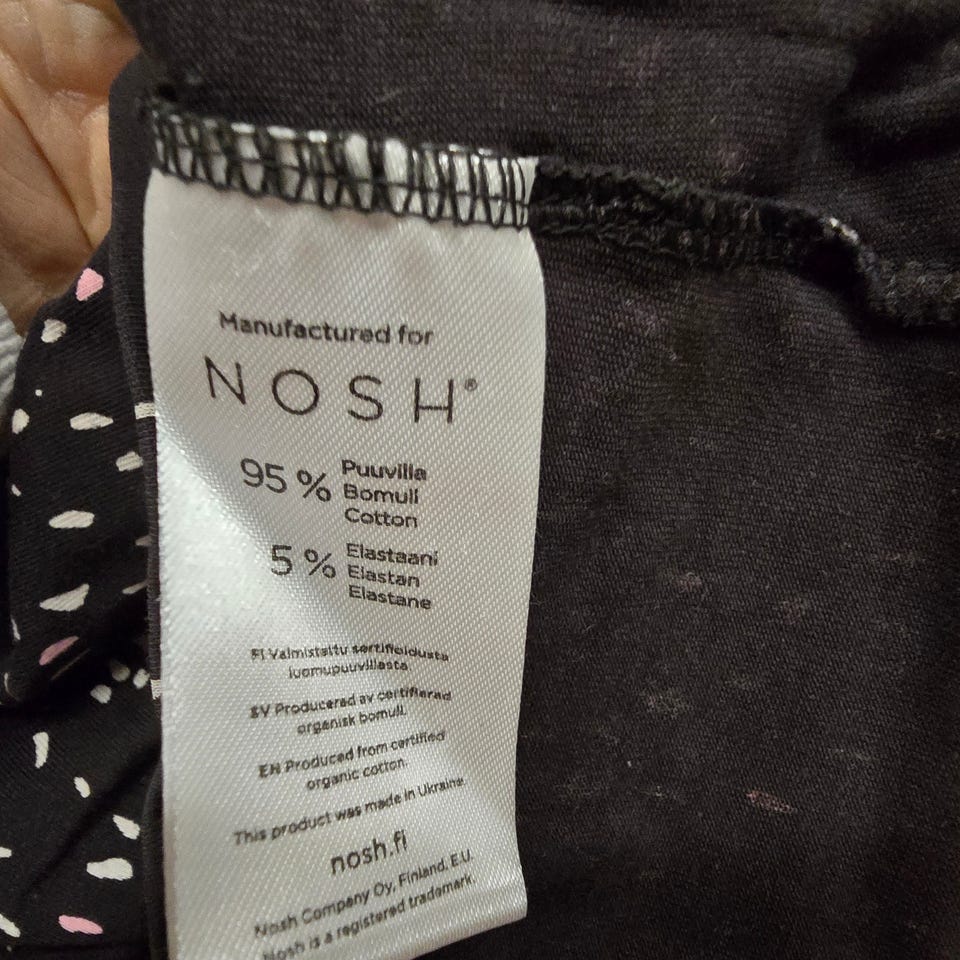 Manufactured for
NOSH®
95 % Puuvilla
Bomull
Cotton
5 % Elastaani
Elastan
Elastane
FI Valmistettu sertifioidusta
luomupuuvillasta
SV Producerad av certifierad
organisk bomull.
EN Produced from certified
organic cotton.
This product was made in Ukraine.
nosh.fi
Nosh Company Oy, Finland, E.U.
Nosh is a registered trademark.